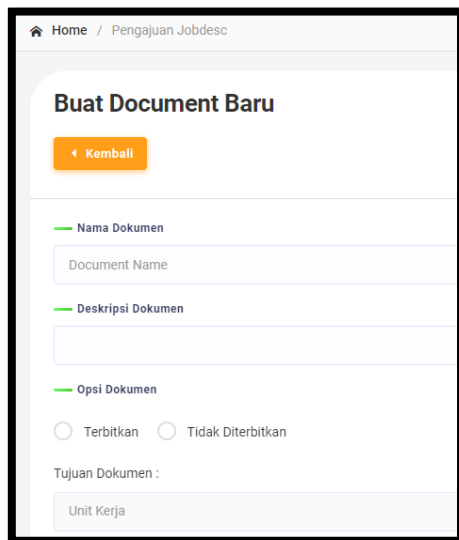 Home / Pengajuan Jobdesc
Buat Document Baru
Kembali
Nama Dokumen
Document Name
Deskripsi Dokumen
Opsi Dokumen
Terbitkan Tidak Diterbitkan
Tujuan Dokumen :
Unit Kerja